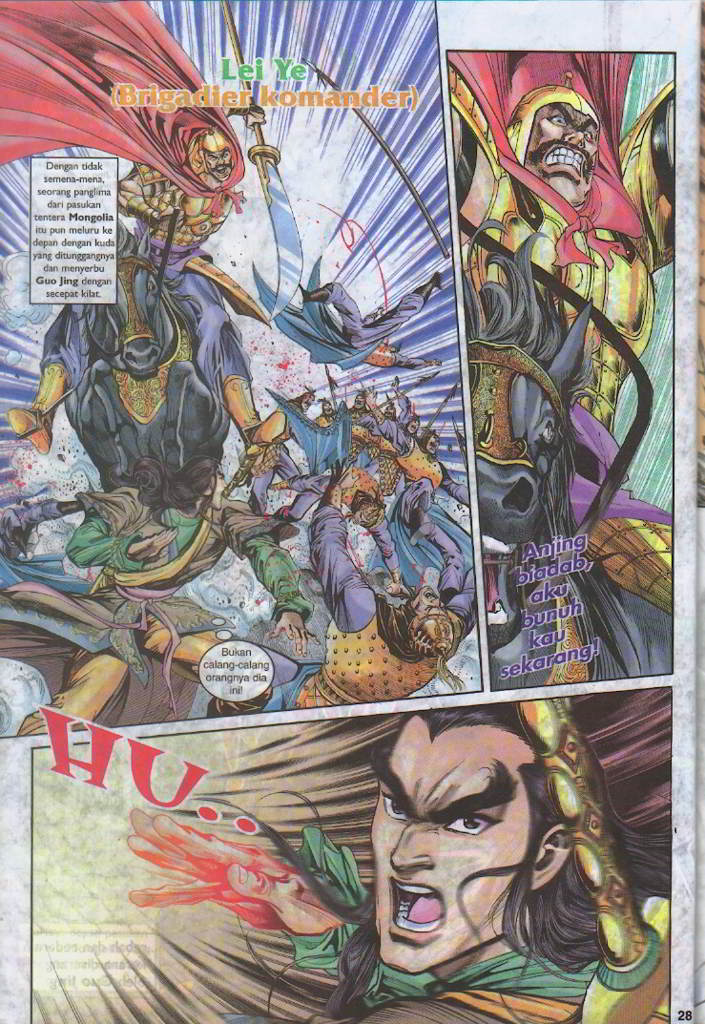 Lei Ye
(Brigadier komander)
Dengan tidak
semena-mena,
seorang panglima
dari pasukan
tentera Mongolia
itu pun meluru ke
depan dengan kuda
yang ditunggangnya
dan menyerbu
Guo Jing dengan
secepat kilat.
Anjing
biadab,
aku
bunuh
kau
sekarang!
Bukan
calang-calang
orangnya dia
ini!
HU..
28